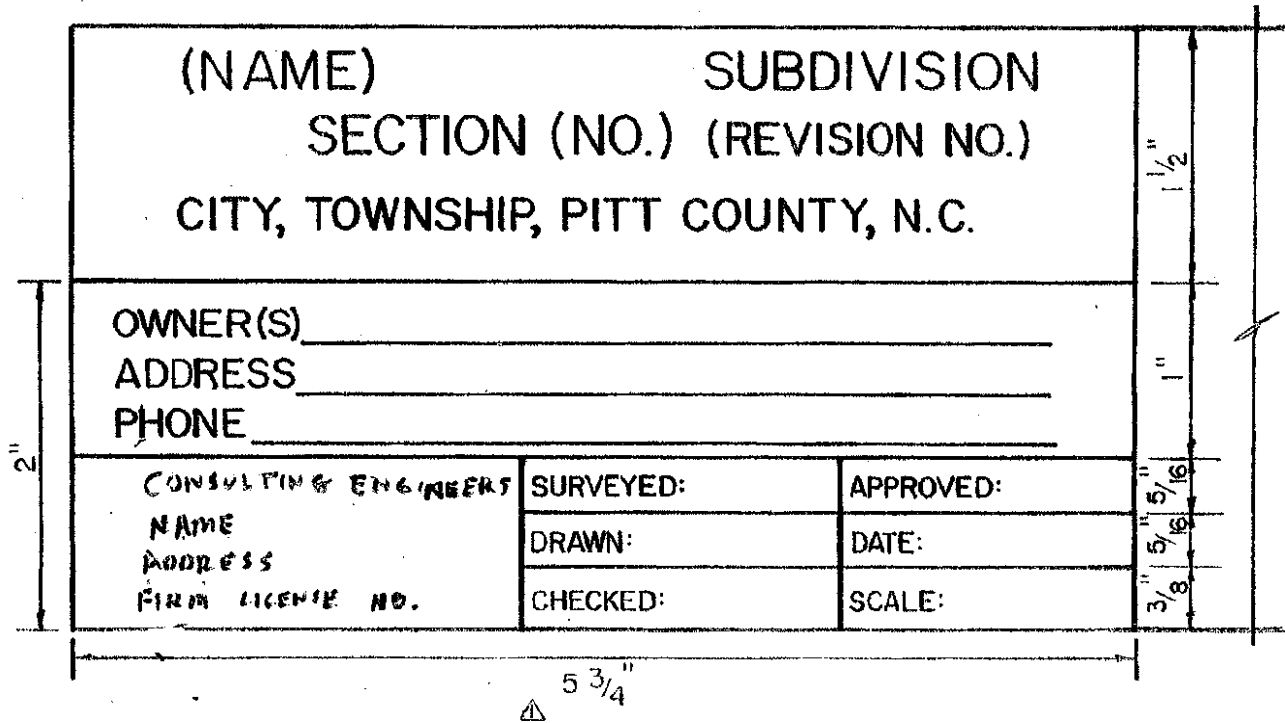 (NAME) SUBDIVISION
SECTION (NO.) (REVISION NO.)
CITY, TOWNSHIP, PITT COUNTY, N.C.
1 1/2"
OWNER(S)
ADDRESS
PHONE
1"
2"
CONSULTING ENGINEERS
NAME
ADDRESS
FIRM LICENSE NO.
SURVEYED:
APPROVED:
5/16"
DRAWN:
DATE:
5/16"
CHECKED:
SCALE:
3/8"
5 3/4"
1